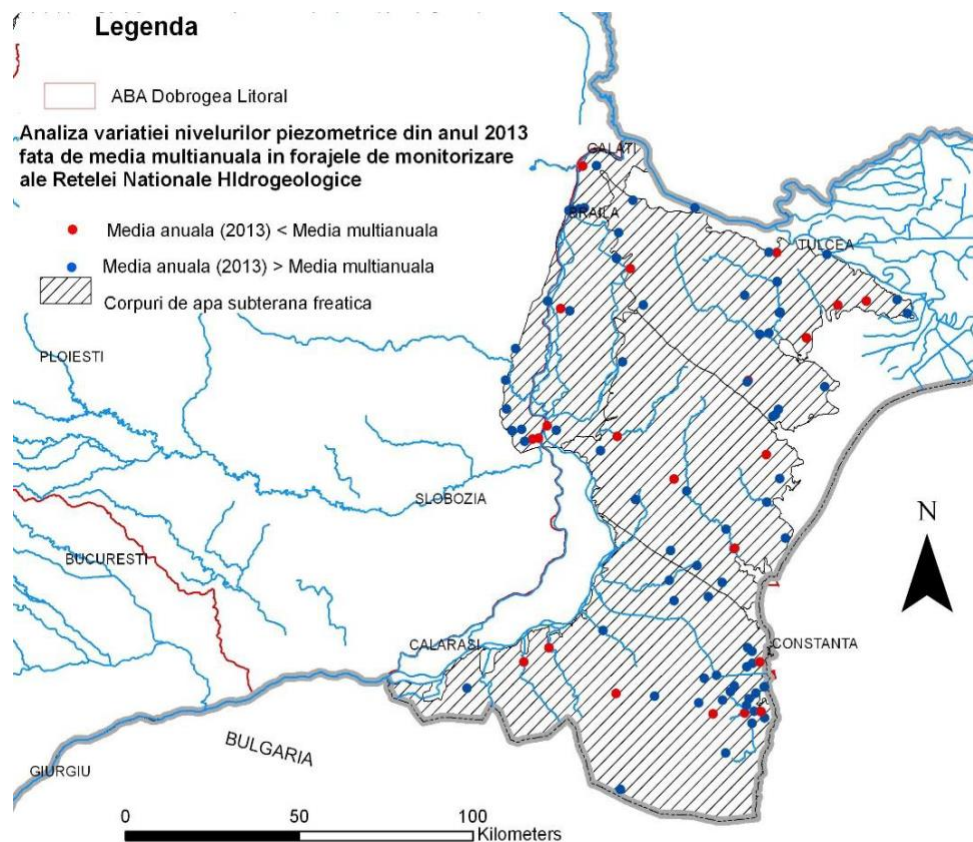 Legenda
ABA Dobrogea Litoral
Analiza variatiei nivelurilor piezometrice din anul 2013
fata de media multianuala in forajele de monitorizare
ale Retelei Nationale HIdrogeologice
Media anuala (2013) < Media multianuala
Media anuala (2013) > Media multianuala
Corpuri de apa subterana freatica
GALATI
BRAILA
TULCEA
PLOIESTI
SLOBOZIA
N
BUCURESTI
CALARASI
CONSTANTA
BULGARIA
GIURGIU
0 50 100
Kilometers